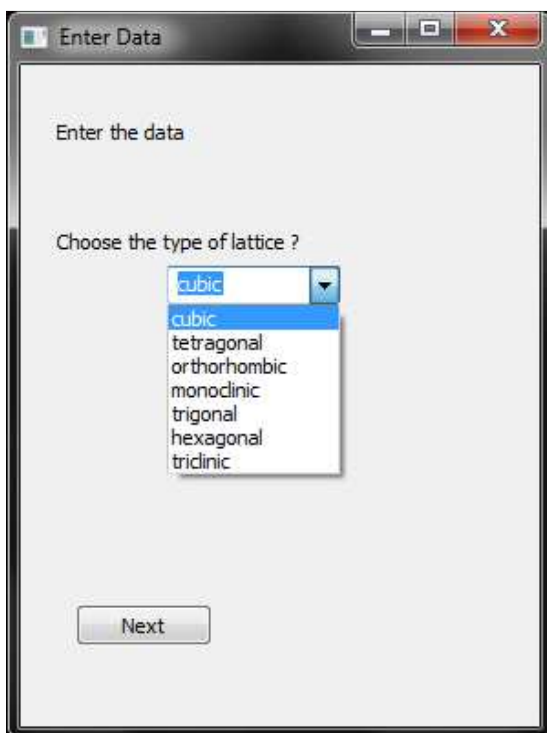 Enter Data
Enter the data
Choose the type of lattice ?
cubic
cubic
tetragonal
orthorhombic
monoclinic
trigonal
hexagonal
triclinic
Next